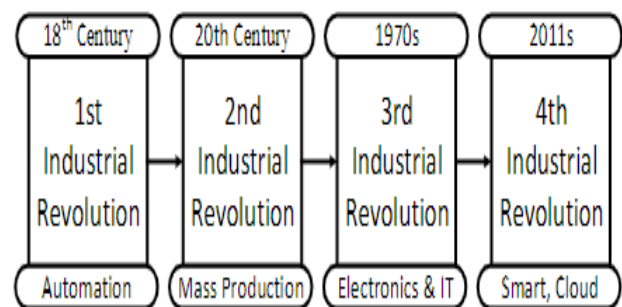 18th Century
1st
Industrial
Revolution
Automation
20th Century
2nd
Industrial
Revolution
Mass Production
1970s
3rd
Industrial
Revolution
Electronics & IT
2011s
4th
Industrial
Revolution
Smart, Cloud